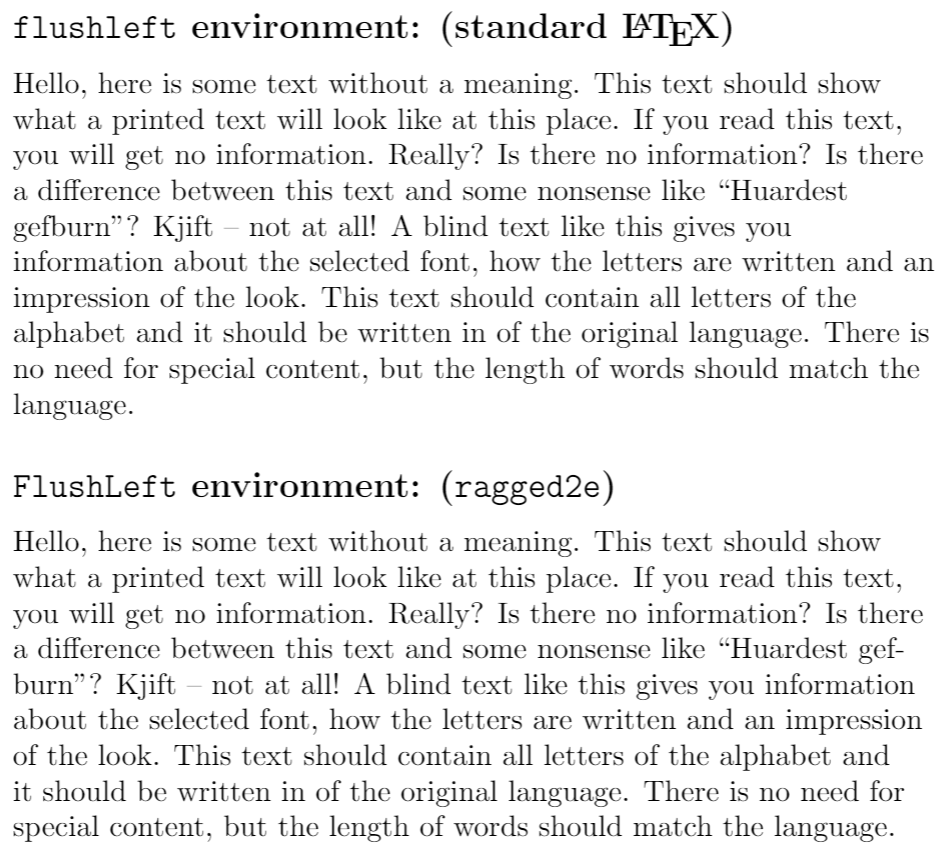 flushleft environment: (standard LATEX)
Hello, here is some text without a meaning. This text should show
what a printed text will look like at this place. If you read this text,
you will get no information. Really? Is there no information? Is there
a difference between this text and some nonsense like “Huardest
gefburn”? Kjift – not at all! A blind text like this gives you
information about the selected font, how the letters are written and an
impression of the look. This text should contain all letters of the
alphabet and it should be written in of the original language. There is
no need for special content, but the length of words should match the
language.
FlushLeft environment: (ragged2e)
Hello, here is some text without a meaning. This text should show
what a printed text will look like at this place. If you read this text,
you will get no information. Really? Is there no information? Is there
a difference between this text and some nonsense like “Huardest gef-
burn”? Kjift – not at all! A blind text like this gives you information
about the selected font, how the letters are written and an impression
of the look. This text should contain all letters of the alphabet and
it should be written in of the original language. There is no need for
special content, but the length of words should match the language.